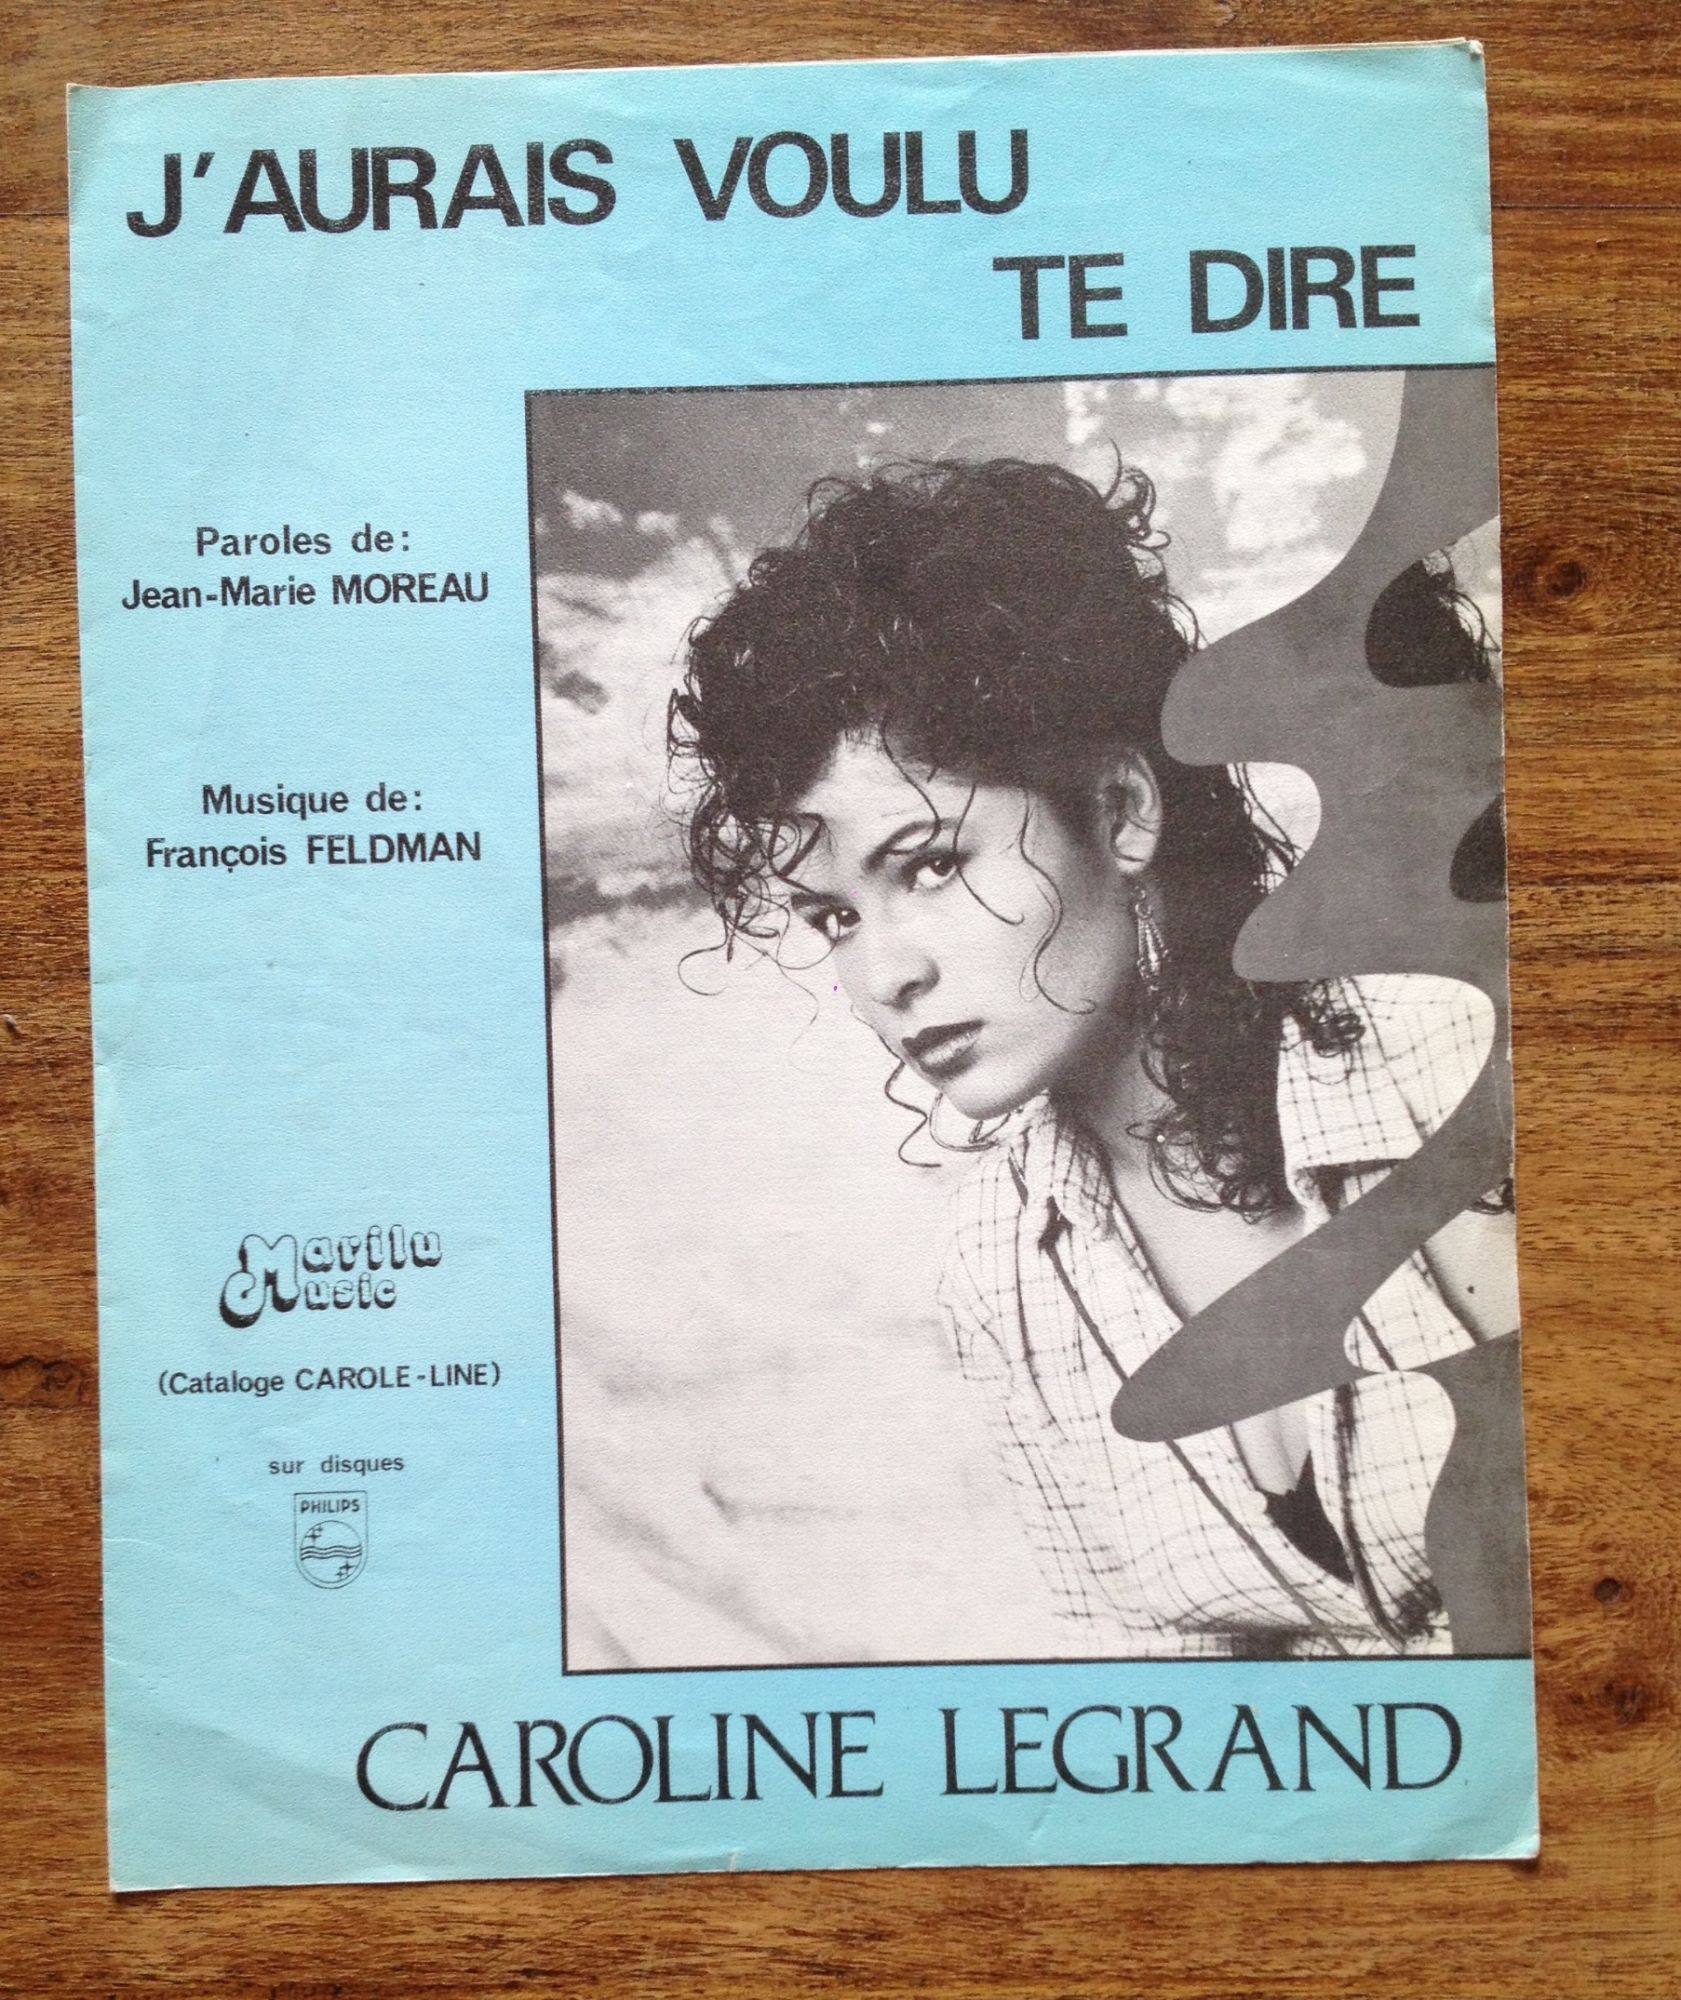 J'AURAIS VOULU
TE DIRE
Paroles de:
Jean-Marie MOREAU
Musique de:
François FELDMAN
Marilu
Music
(Cataloge CAROLE-LINE)
sur disques
PHILIPS
CAROLINE LEGRAND